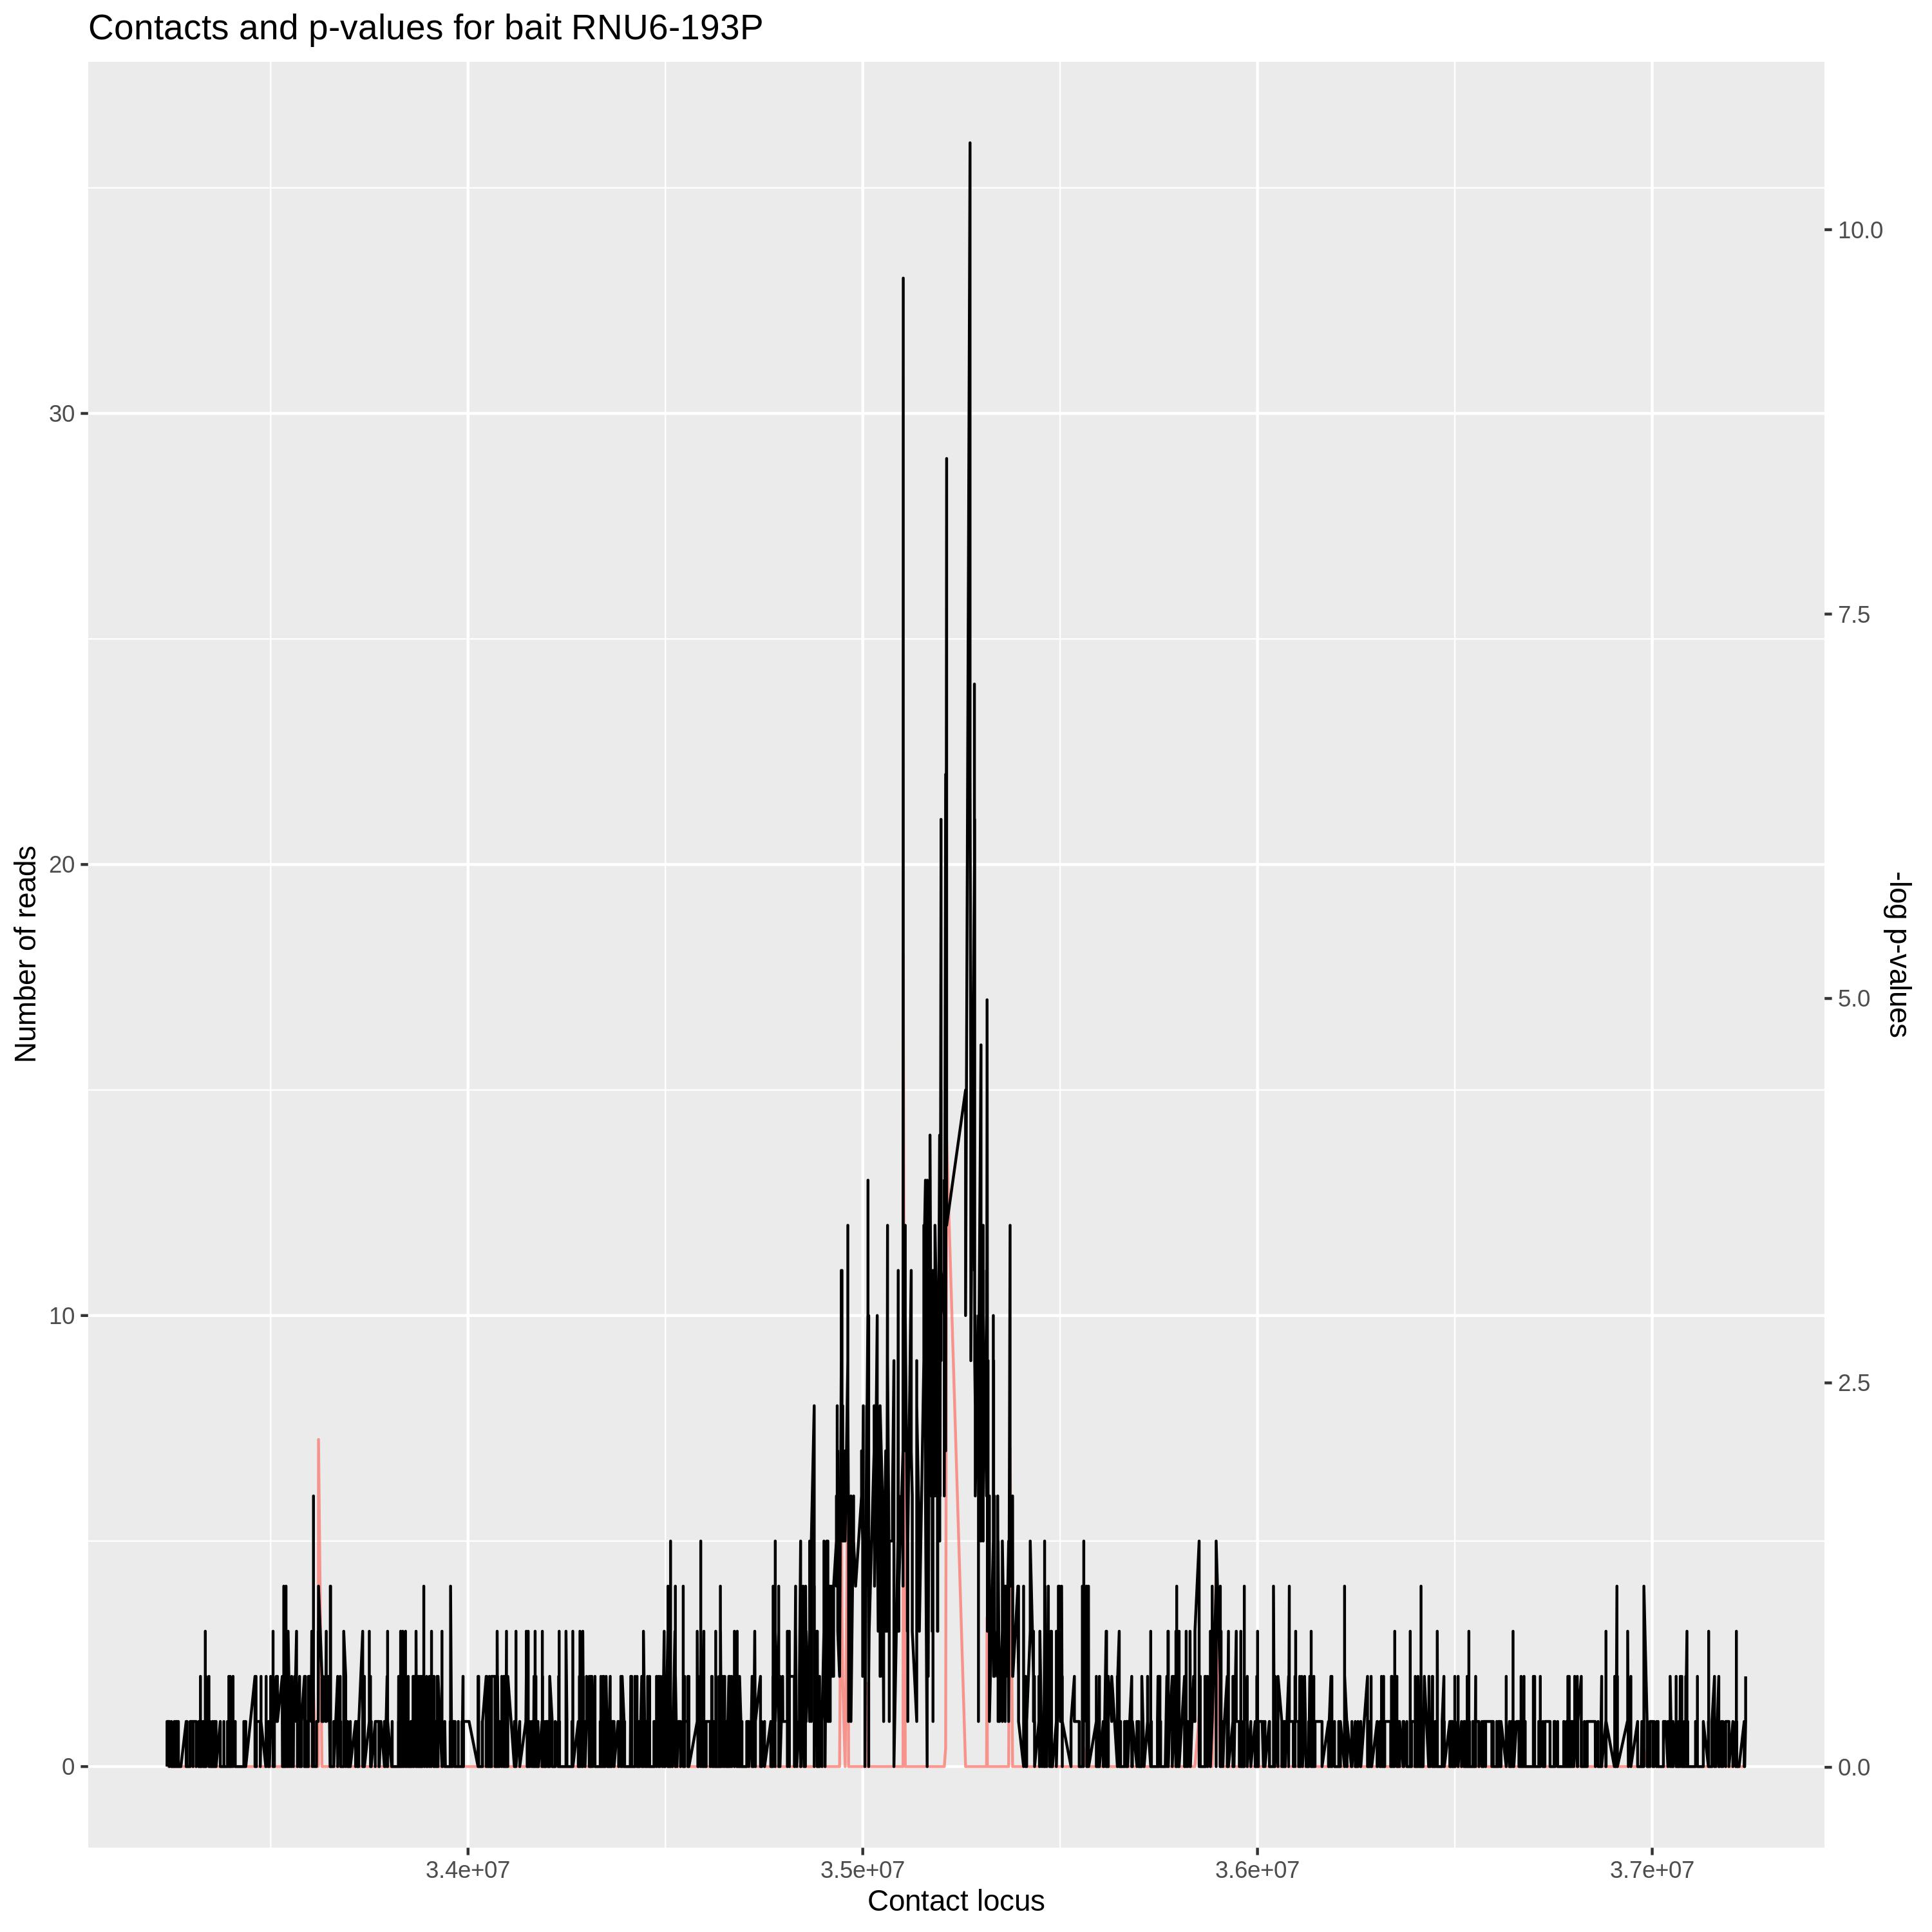 Contacts and p-values for bait RNU6-193P
30
20
10
0
Number of reads
10.0
7.5
5.0
2.5
0.0
-log p-values
3.4e+07 3.5e+07 3.6e+07 3.7e+07
Contact locus